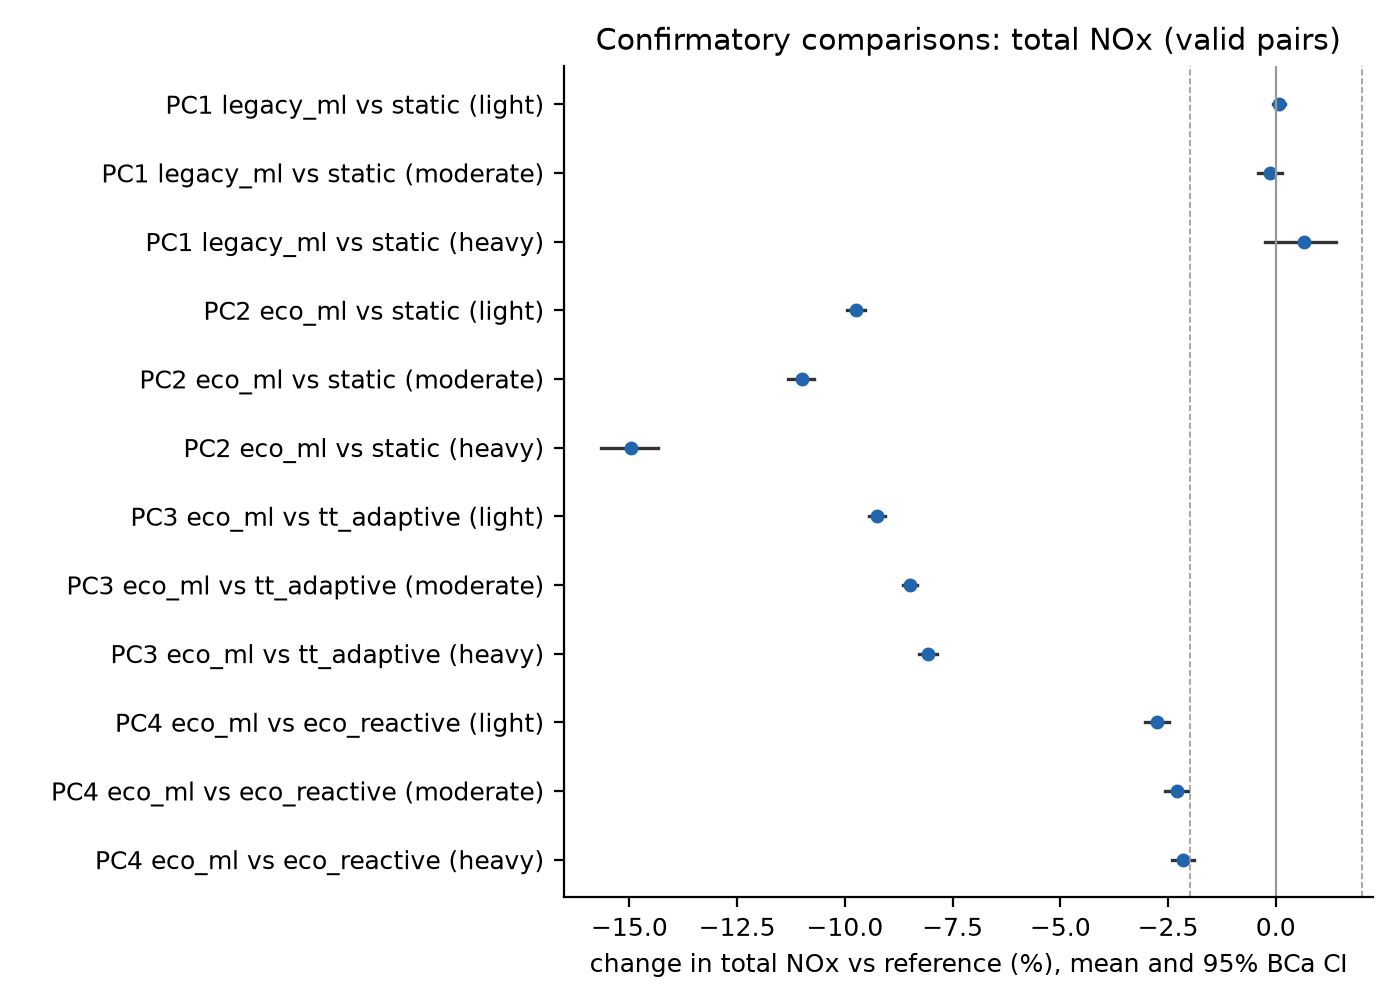 Confirmatory comparisons: total NOx (valid pairs)
PC1 legacy_ml vs static (light)
PC1 legacy_ml vs static (moderate)
PC1 legacy_ml vs static (heavy)
PC2 eco_ml vs static (light)
PC2 eco_ml vs static (moderate)
PC2 eco_ml vs static (heavy)
PC3 eco_ml vs tt_adaptive (light)
PC3 eco_ml vs tt_adaptive (moderate)
PC3 eco_ml vs tt_adaptive (heavy)
PC4 eco_ml vs eco_reactive (light)
PC4 eco_ml vs eco_reactive (moderate)
PC4 eco_ml vs eco_reactive (heavy)
−15.0 −12.5 −10.0 −7.5 −5.0 −2.5 0.0
change in total NOx vs reference (%), mean and 95% BCa CI